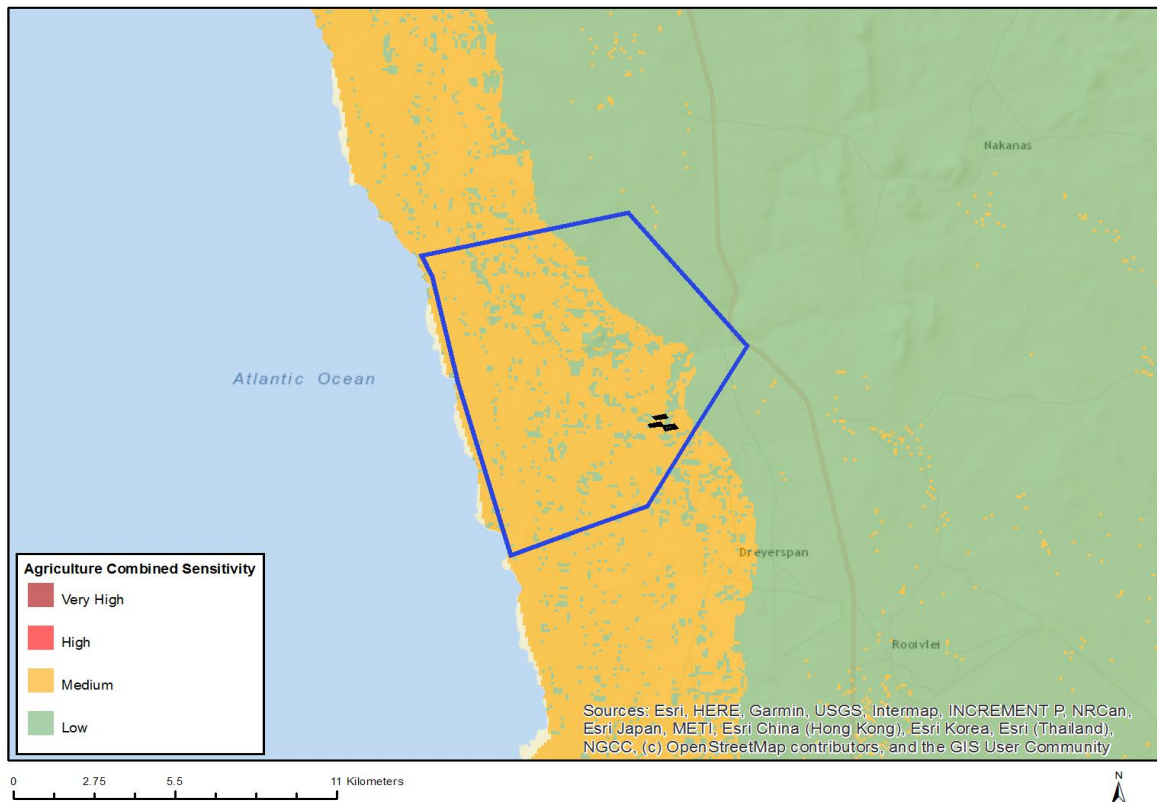 Nakanas
Atlantic Ocean
Dreyerspan
Rooivlei
Agriculture Combined Sensitivity
Very High
High
Medium
Low
Sources: Esri, HERE, Garmin, USGS, Intermap, INCREMENT P, NRCan,
Esri Japan, METI, Esri China (Hong Kong), Esri Korea, Esri (Thailand),
NGCC, (c) OpenStreetMap contributors, and the GIS User Community
0 2.75 5.5 11 Kilometers
N